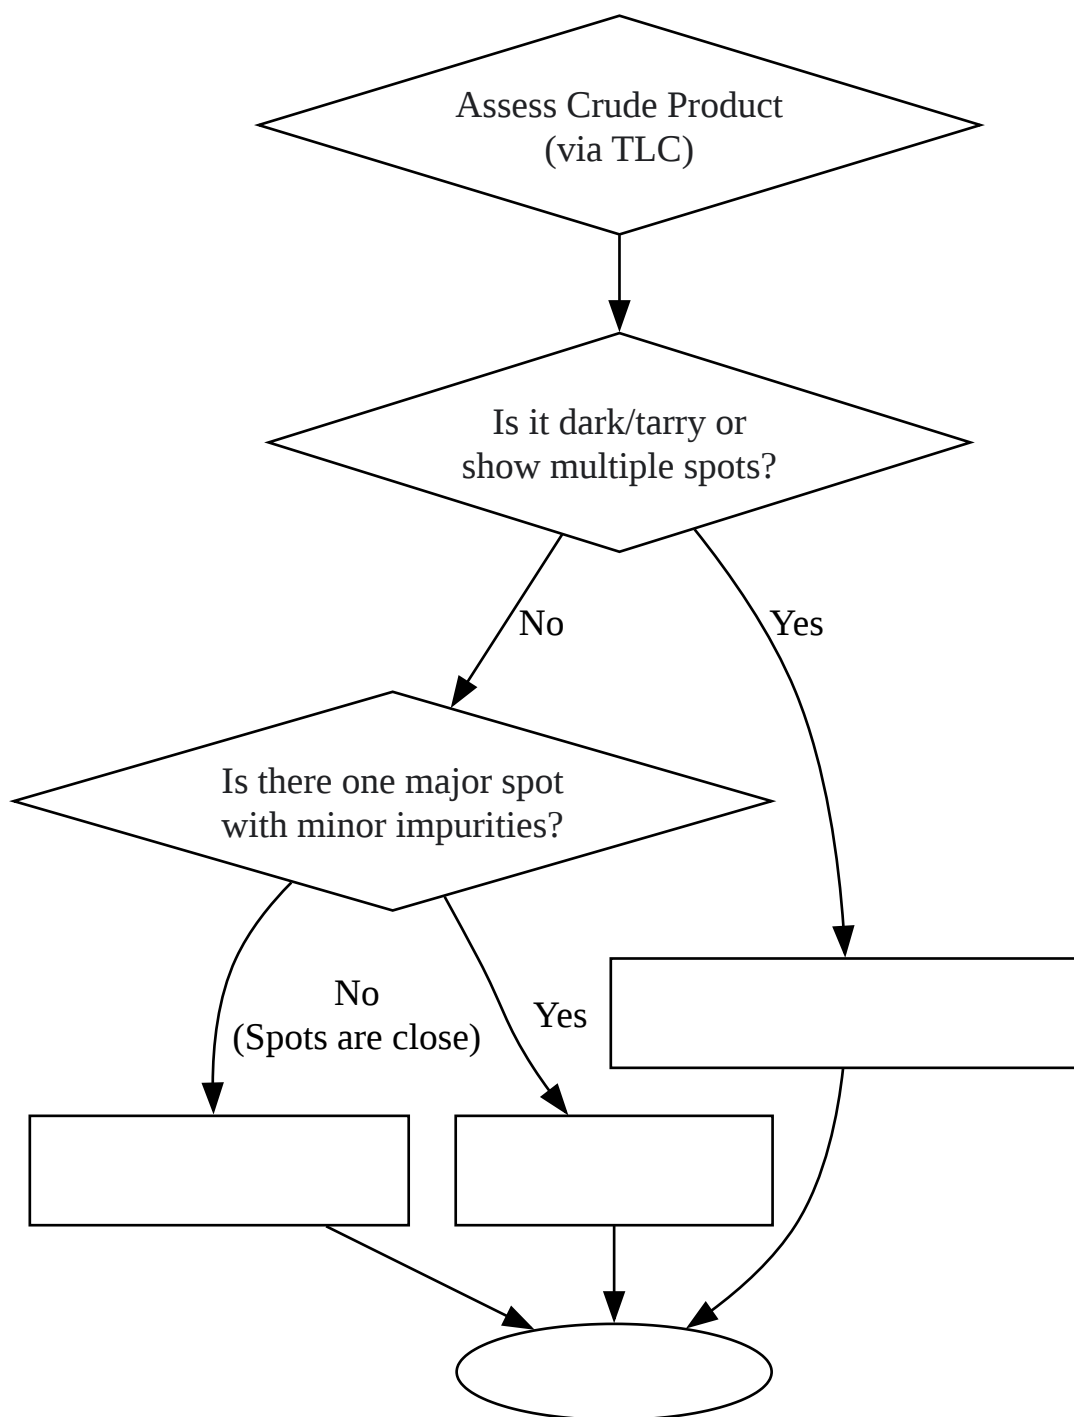 Assess Crude Product
(via TLC)
Is it dark/tarry or
show multiple spots?
No
Yes
Is there one major spot
with minor impurities?
No
(Spots are close)
Yes